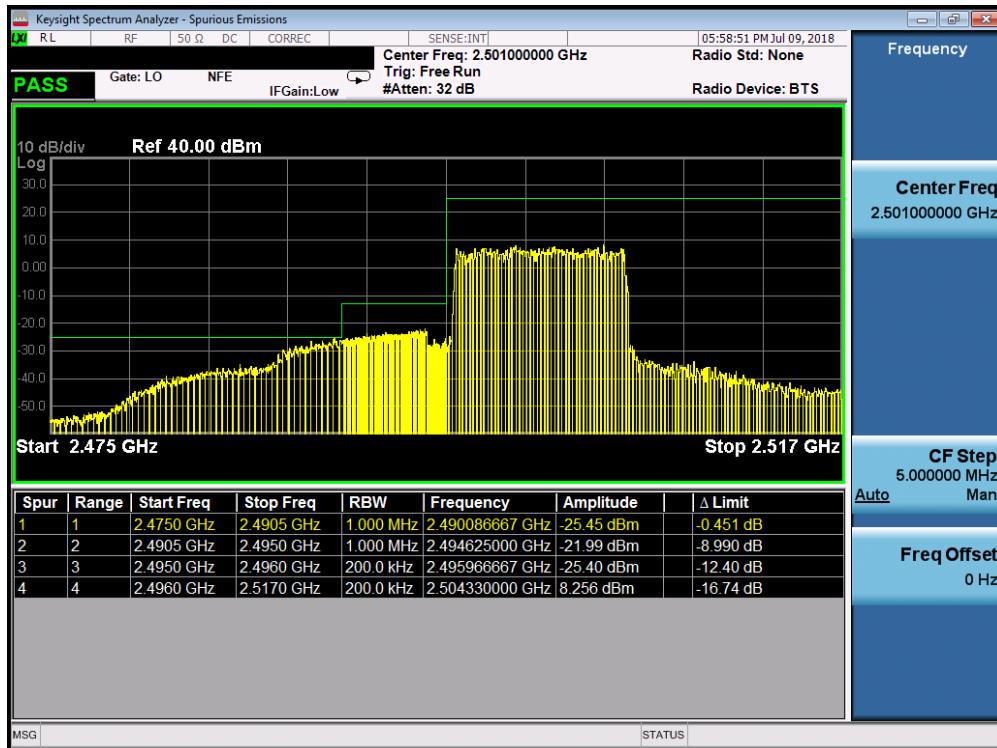 Keysight Spectrum Analyzer - Spurious Emissions
LXI RL RF 50 Ω DC CORREC SENSE:INT 05:58:51 PM Jul 09, 2018
Center Freq: 2.501000000 GHz Radio Std: None
PASS Gate: LO NFE Trig: Free Run
IFGain:Low #Atten: 32 dB Radio Device: BTS
Frequency
10 dB/div Ref 40.00 dBm
Log
30.0
20.0
10.0
0.00
-10.0
-20.0
-30.0
-40.0
-50.0
Start 2.475 GHz Stop 2.517 GHz
Center Freq
2.501000000 GHz
CF Step
5.000000 MHz
Auto Man
Freq Offset
0 Hz
Spur Range Start Freq Stop Freq RBW Frequency Amplitude Δ Limit
1 1 2.4750 GHz 2.4905 GHz 1.000 MHz 2.490086667 GHz -25.45 dBm -0.451 dB
2 2 2.4905 GHz 2.4950 GHz 1.000 MHz 2.494625000 GHz -21.99 dBm -8.990 dB
3 3 2.4950 GHz 2.4960 GHz 200.0 kHz 2.495966667 GHz -25.40 dBm -12.40 dB
4 4 2.4960 GHz 2.5170 GHz 200.0 kHz 2.504330000 GHz 8.256 dBm -16.74 dB
MSG STATUS